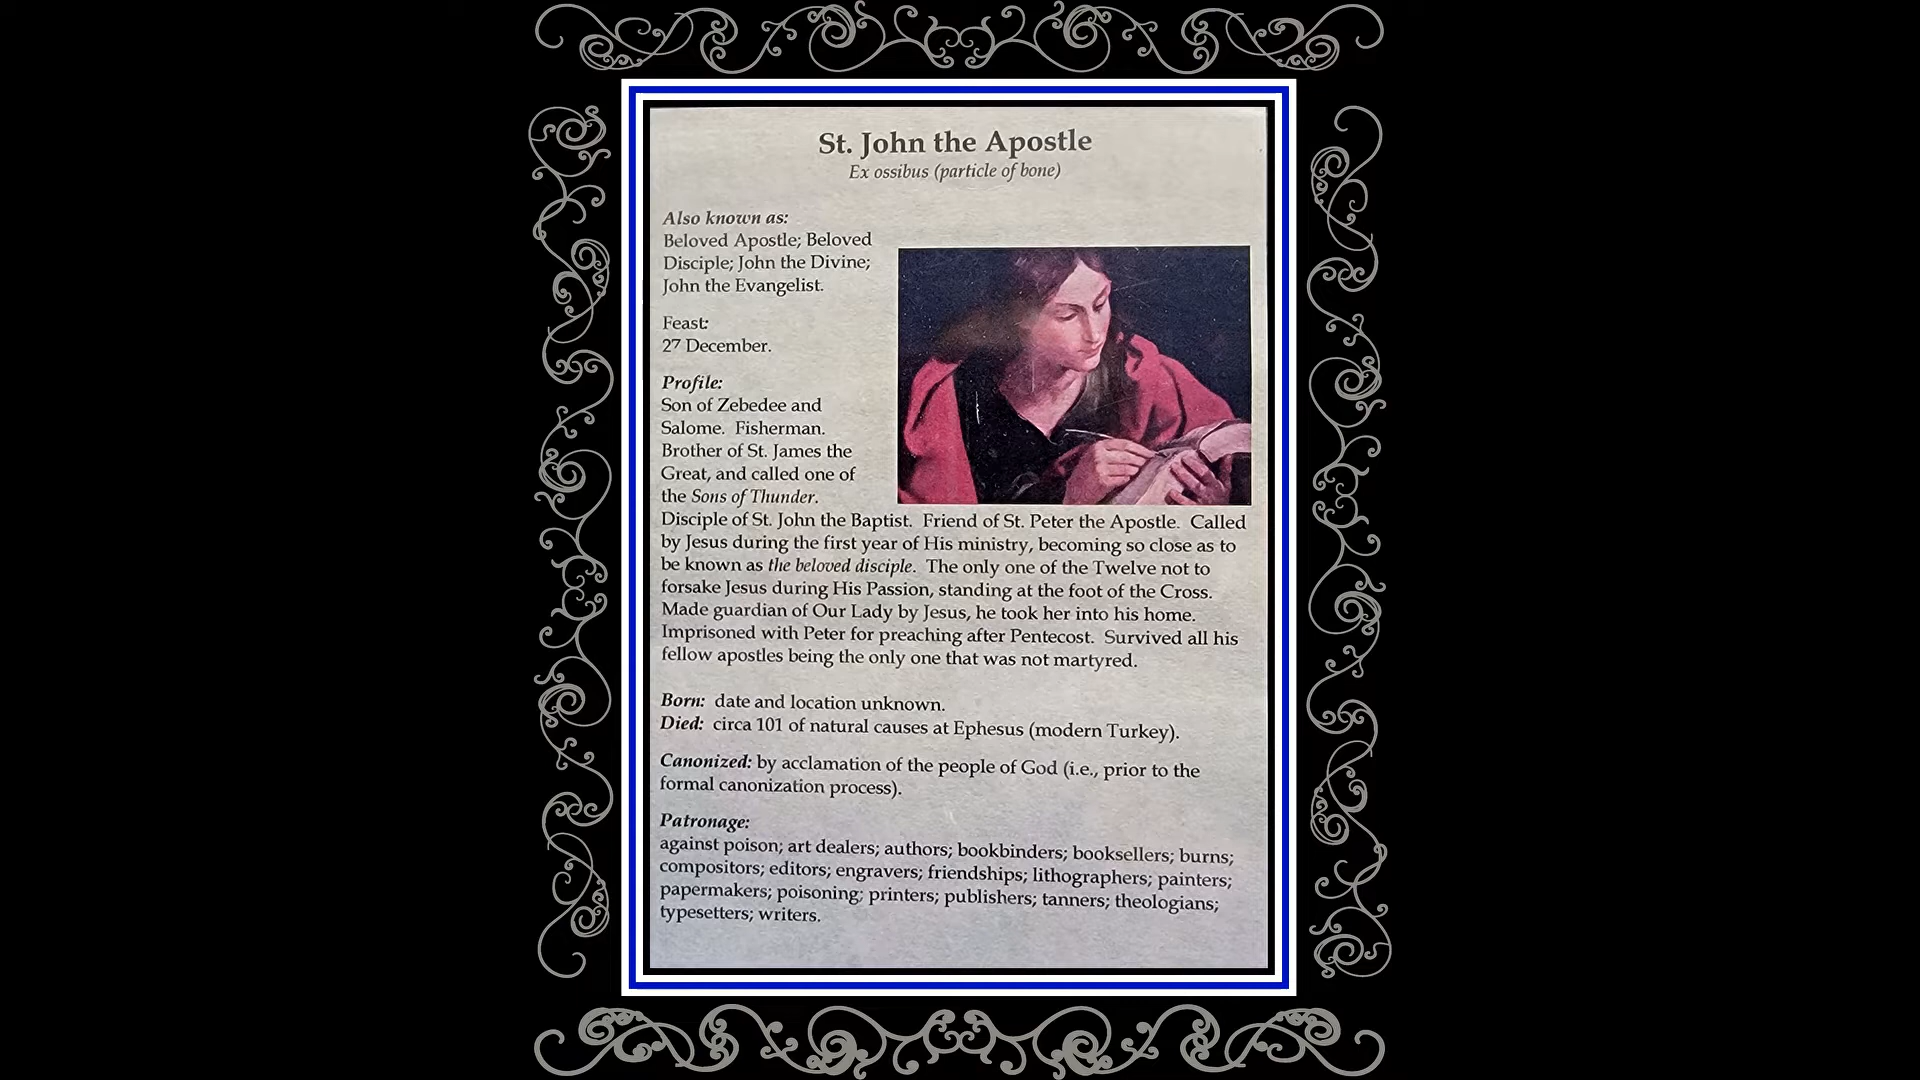 St. John the Apostle
Ex ossibus (particle of bone)
Also known as:
Beloved Apostle; Beloved
Disciple; John the Divine;
John the Evangelist.
Feast:
27 December.
Profile:
Son of Zebedee and
Salome. Fisherman.
Brother of St. James the
Great, and called one of
the Sons of Thunder.
Disciple of St. John the Baptist. Friend of St. Peter the Apostle. Called
by Jesus during the first year of His ministry, becoming so close as to
be known as the beloved disciple. The only one of the Twelve not to
forsake Jesus during His Passion, standing at the foot of the Cross.
Made guardian of Our Lady by Jesus, he took her into his home.
Imprisoned with Peter for preaching after Pentecost. Survived all his
fellow apostles being the only one that was not martyred.
Born: date and location unknown.
Died: circa 101 of natural causes at Ephesus (modern Turkey).
Canonized: by acclamation of the people of God (i.e., prior to the
formal canonization process).
Patronage:
against poison; art dealers; authors; bookbinders; booksellers; burns;
compositors; editors; engravers; friendships; lithographers; painters;
papermakers; poisoning; printers; publishers; tanners; theologians;
typesetters; writers.